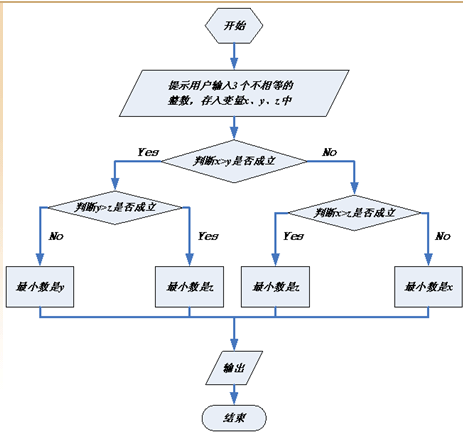 开始
提示用户输入3个不相等的
整数，存入变量x、y、z中
Yes
No
判断x>y是否成立
判断y>z是否成立
判断x>z是否成立
No
Yes
Yes
No
最小数是y
最小数是z
最小数是z
最小数是x
输出
结束